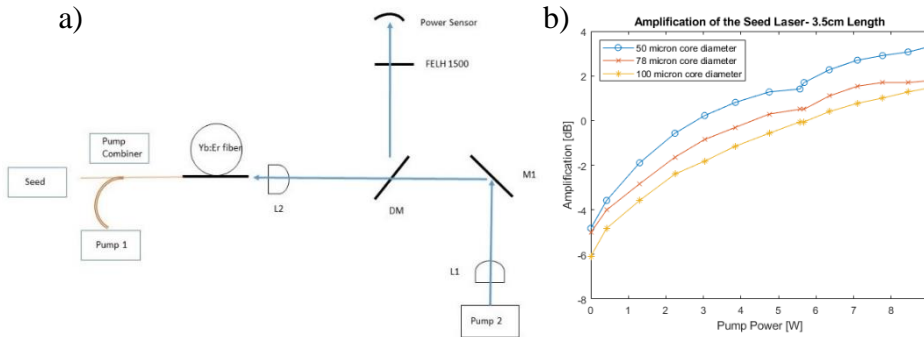 a)
Power Sensor
FELH 1500
Pump
Combiner
Yb:Er fiber
Seed
M1
L2
DM
Pump 1
L1
Pump 2
b)
Amplification of the Seed Laser- 3.5cm Length
50 micron core diameter
78 micron core diameter
100 micron core diameter
Amplification [dB]
4
2
0
-2
-4
-6
-8
0 1 2 3 4 5 6 7 8
Pump Power [W]